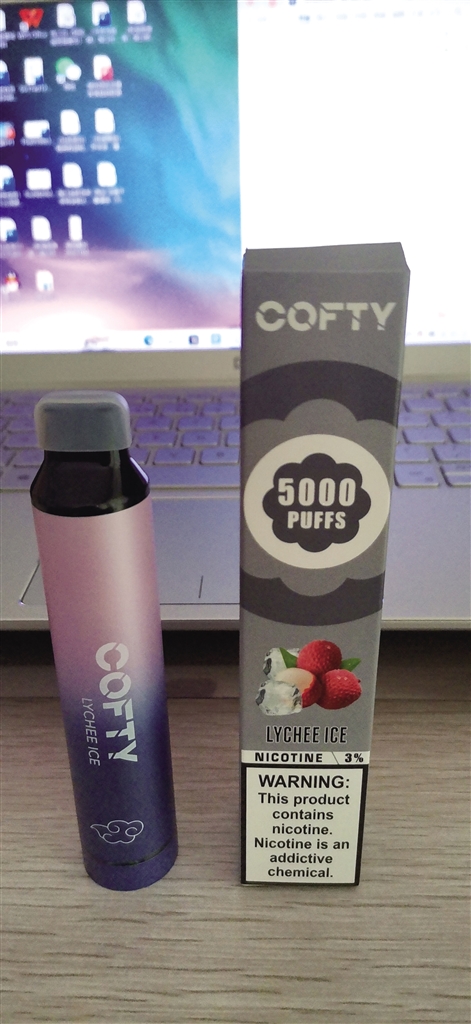 COFTY
5000
PUFFS
LYCHEE ICE
NICOTINE 3%
WARNING:
This product
contains
nicotine.
Nicotine is an
addictive
chemical.
COFTY
LYCHEE ICE